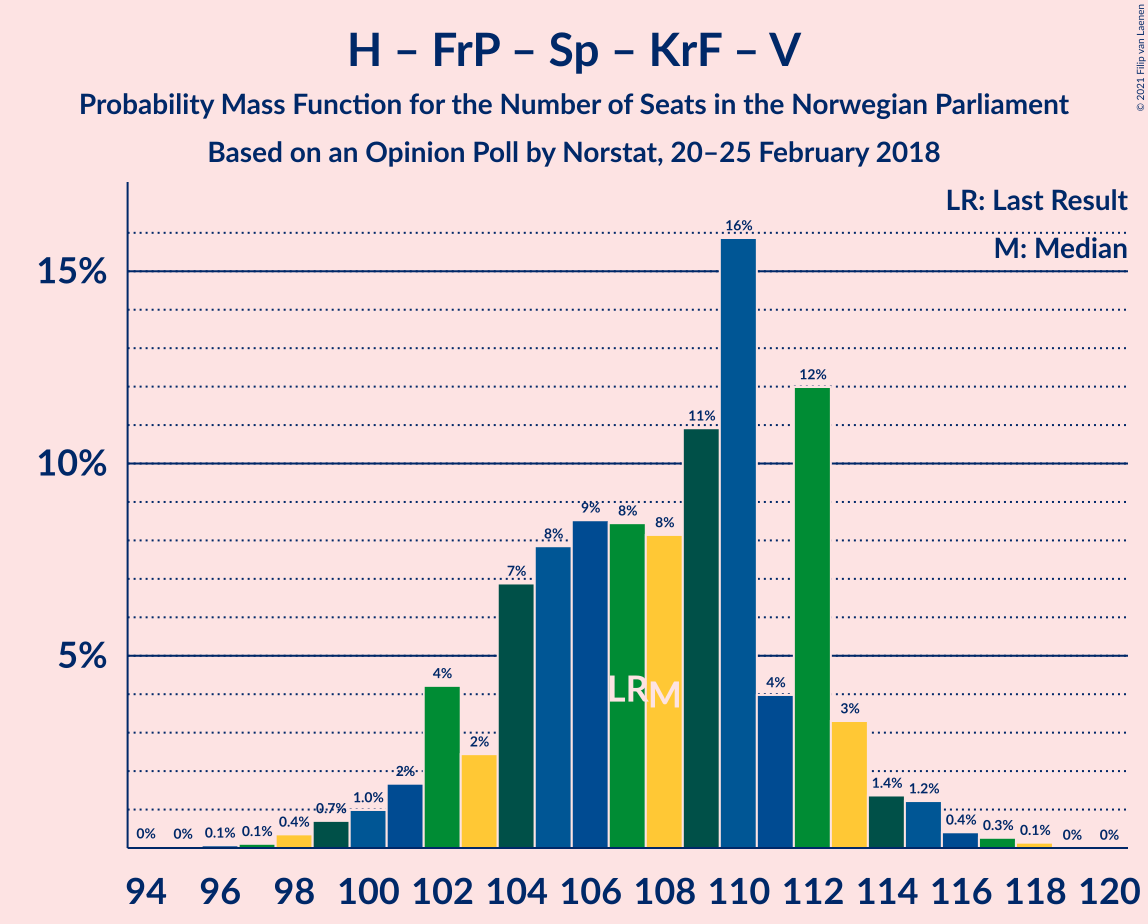 H – FrP – Sp – KrF – V
Probability Mass Function for the Number of Seats in the Norwegian Parliament
Based on an Opinion Poll by Norstat, 20–25 February 2018
© 2021 Filip van Laenen
LR: Last Result
M: Median
15%
10%
5%
0% 0% 0.1% 0.1% 0.4% 0.7% 1.0% 2% 4% 2% 7% 8% 9% 8% 8% 11% 16% 4% 12% 3% 1.4% 1.2% 0.4% 0.3% 0.1% 0% 0%
LR M
94 96 98 100 102 104 106 108 110 112 114 116 118 120